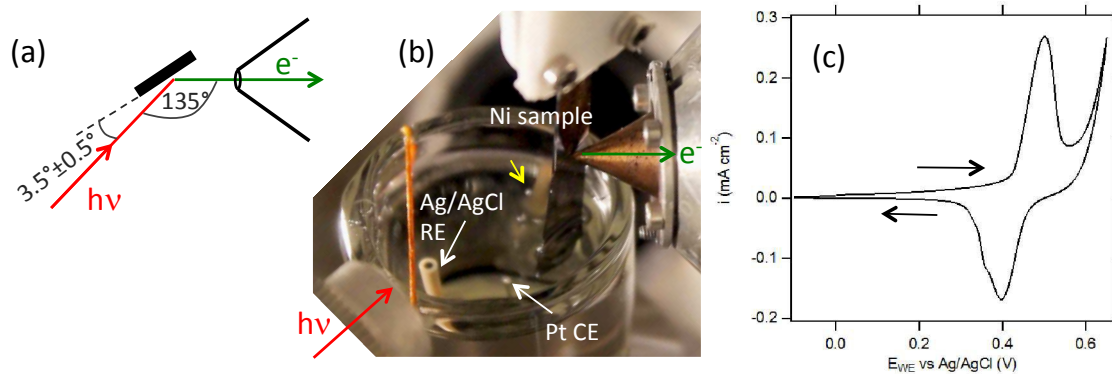 (a)
e⁻
135°
3.5°±0.5°
hν
(b)
Ni sample
e⁻
Ag/AgCl
RE
hν
Pt CE
(c)
i (mA cm⁻²)
0.3
0.2
0.1
0.0
-0.1
-0.2
0.0 0.2 0.4 0.6
E_WE vs Ag/AgCl (V)